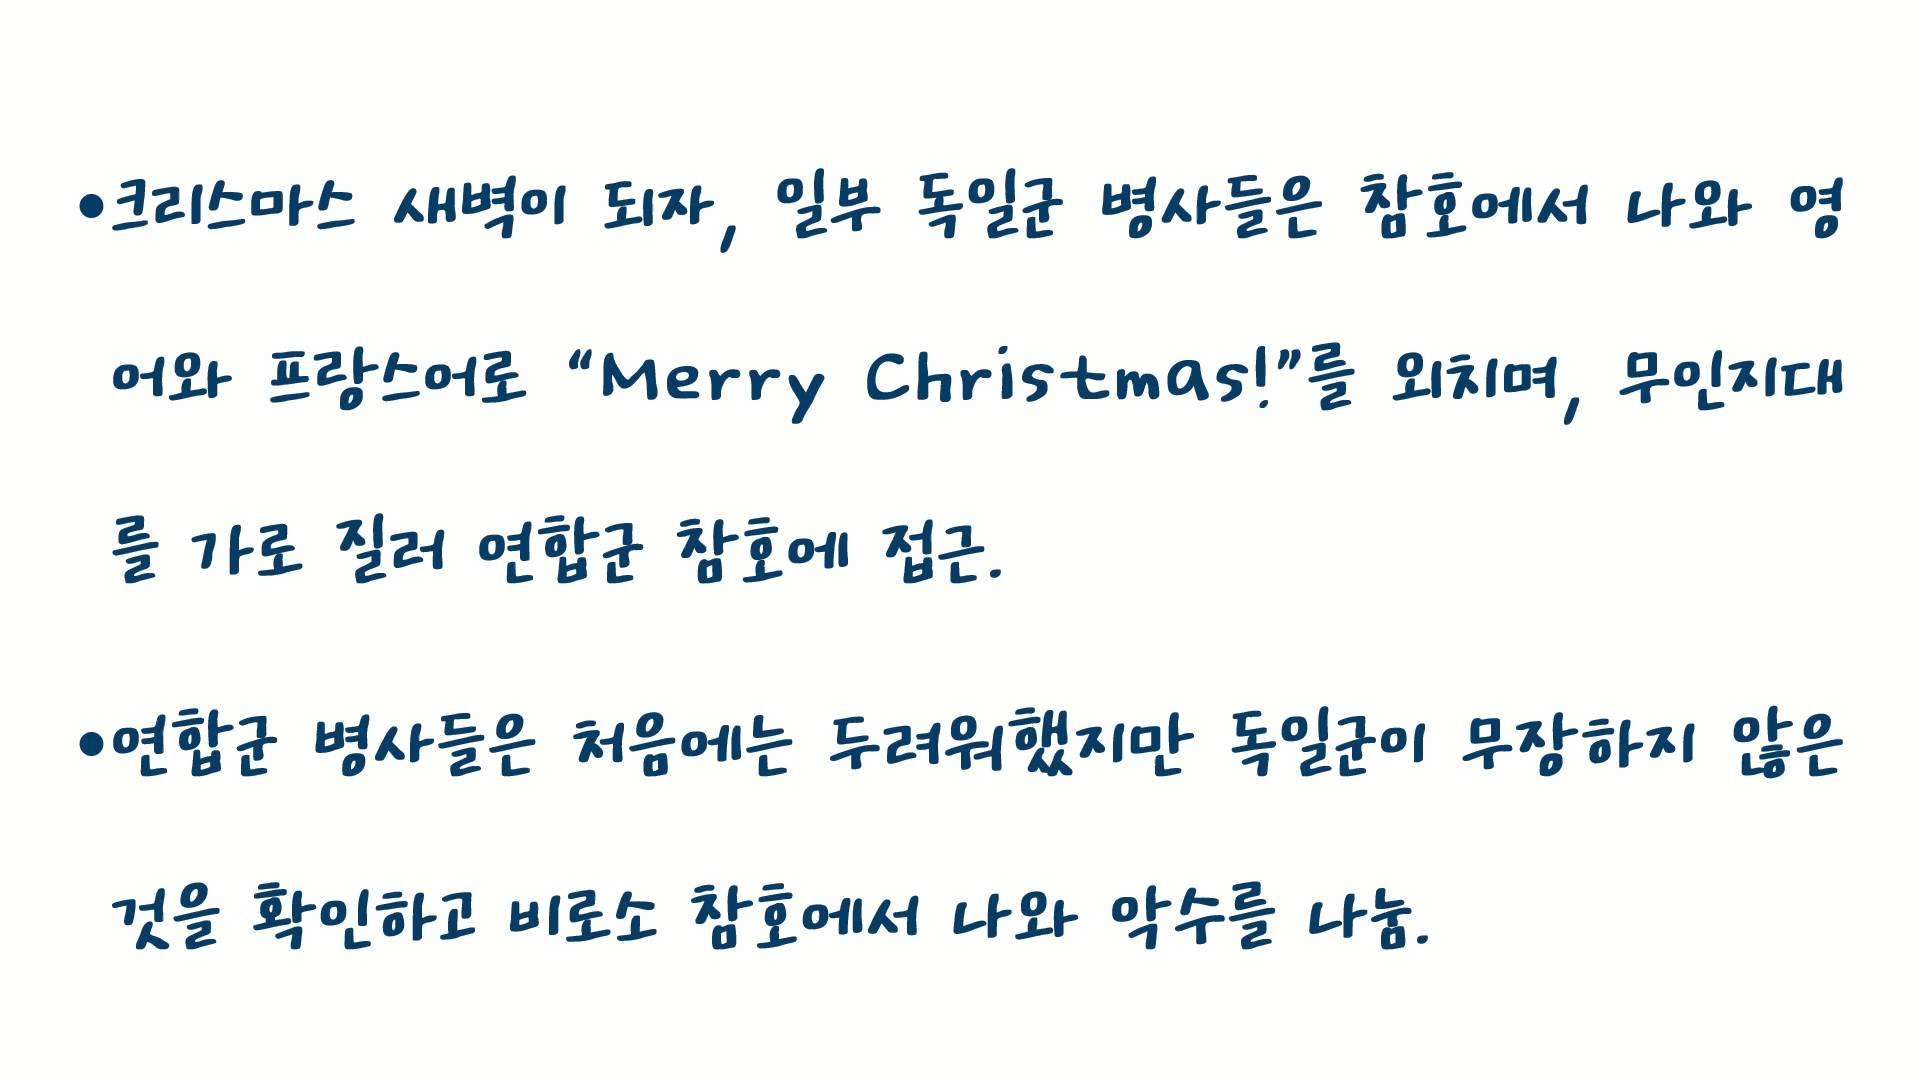 •크리스마스 새벽이 되자, 일부 독일군 병사들은 참호에서 나와 영
어와 프랑스어로 “Merry Christmas!”를 외치며, 무인지대
를 가로 질러 연합군 참호에 접근.
•연합군 병사들은 처음에는 두려워했지만 독일군이 무장하지 않은
것을 확인하고 비로소 참호에서 나와 악수를 나눔.